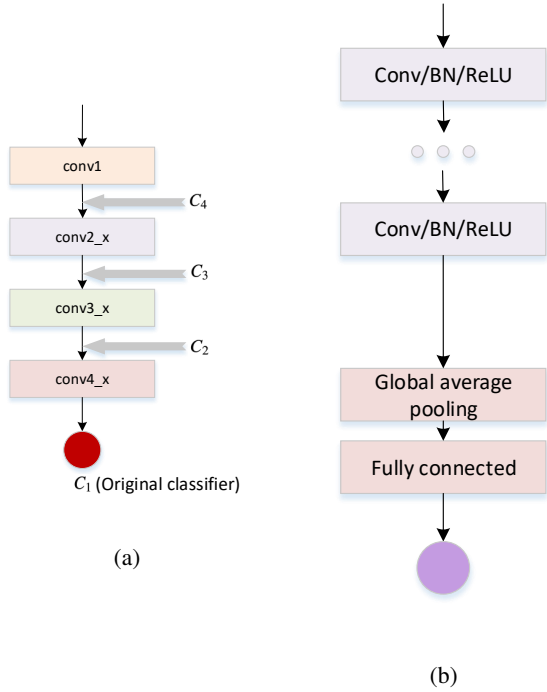 conv1
C4
conv2_x
C3
conv3_x
C2
conv4_x
C1 (Original classifier)
(a)
Conv/BN/ReLU
Conv/BN/ReLU
Global average
pooling
Fully connected
(b)